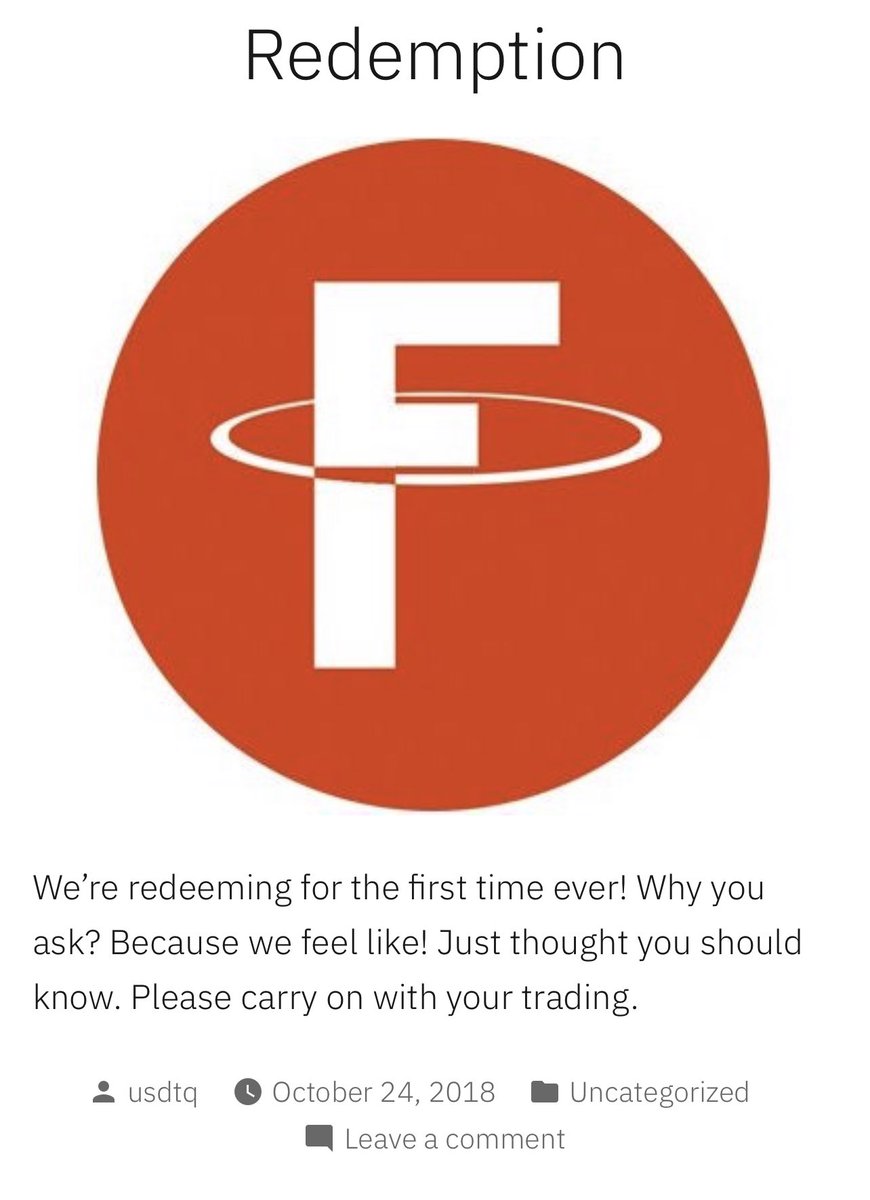 Redemption
F
We’re redeeming for the first time ever! Why you
ask? Because we feel like! Just thought you should
know. Please carry on with your trading.
usdtq October 24, 2018 Uncategorized
Leave a comment